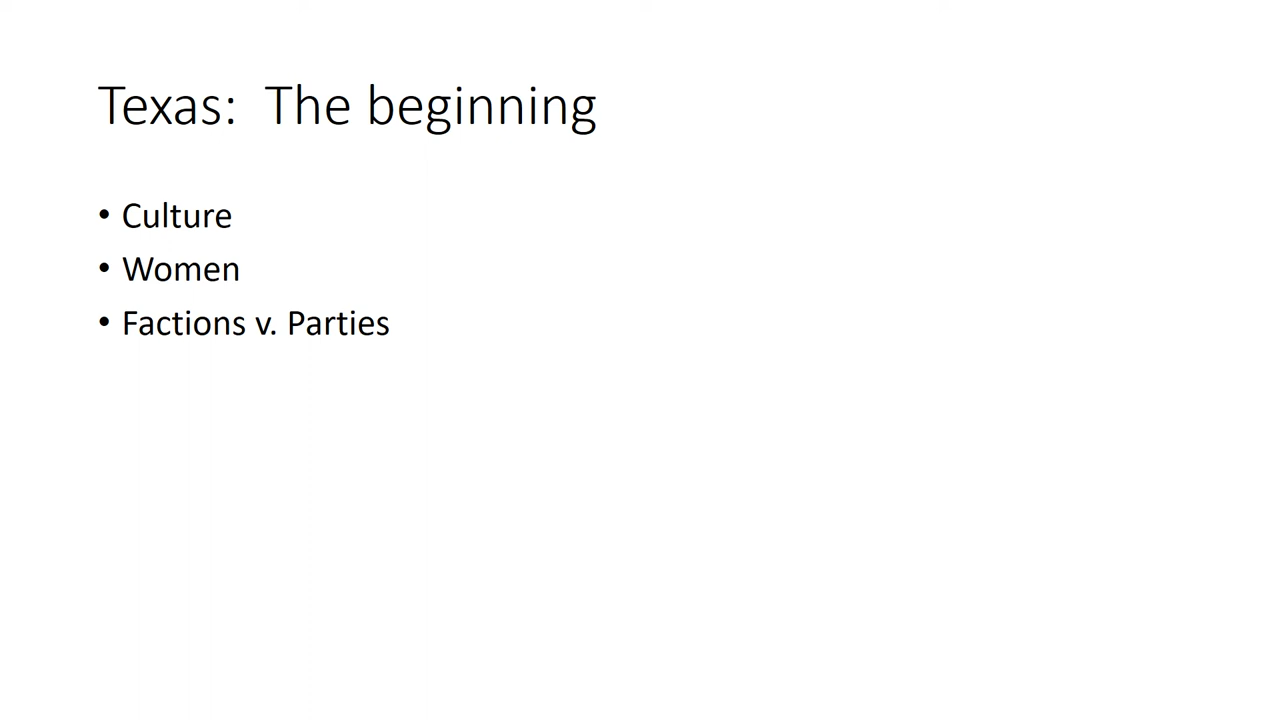 Texas:  The beginning
• Culture
• Women
• Factions v. Parties